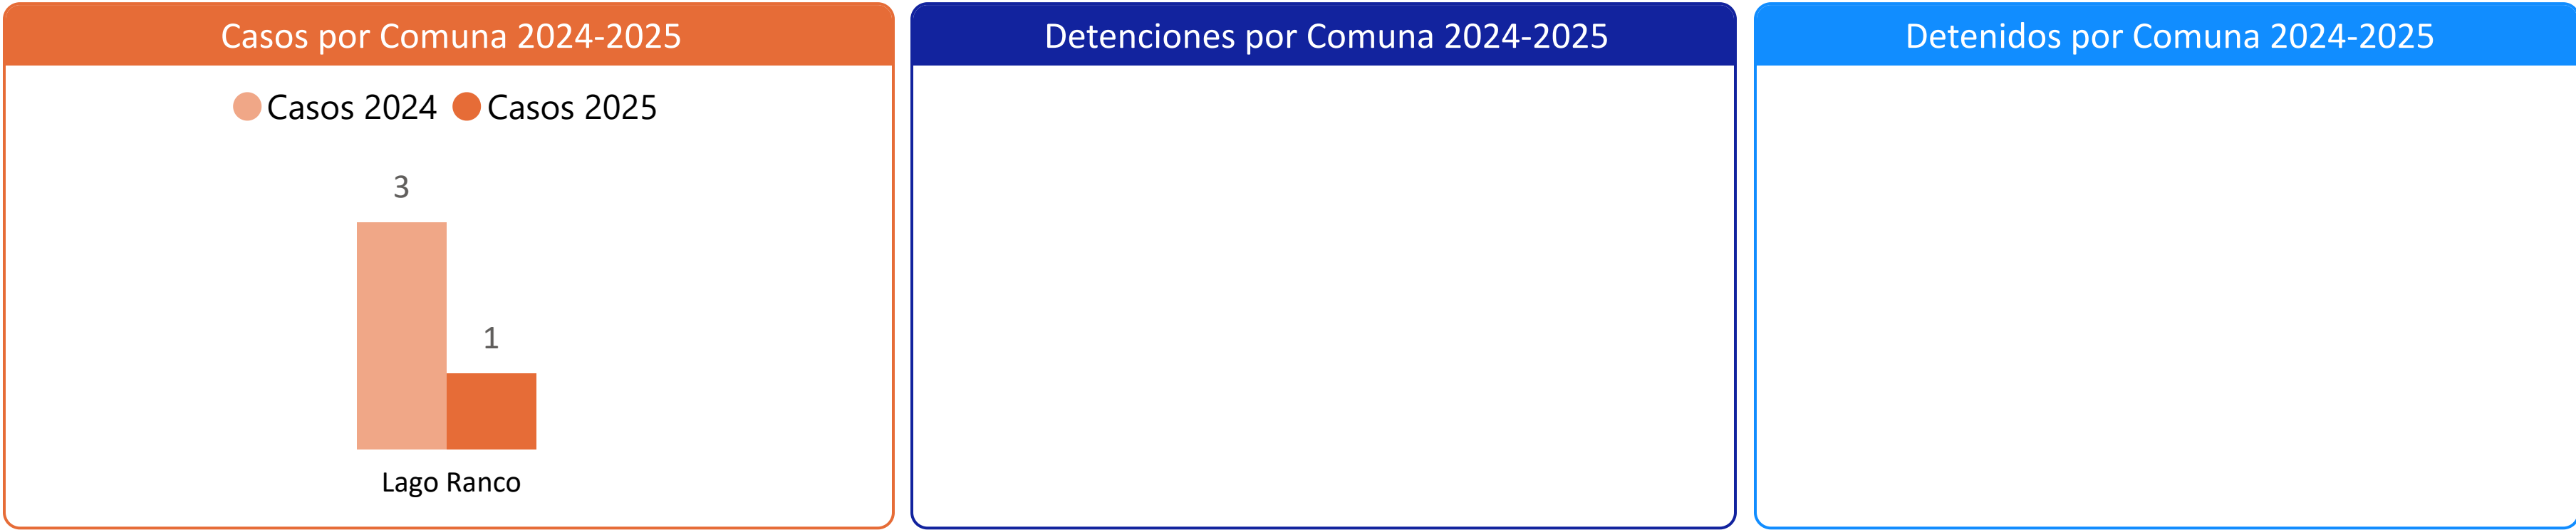 Casos por Comuna 2024-2025
Casos 2024 Casos 2025
3
1
Lago Ranco
Detenciones por Comuna 2024-2025
Detenidos por Comuna 2024-2025